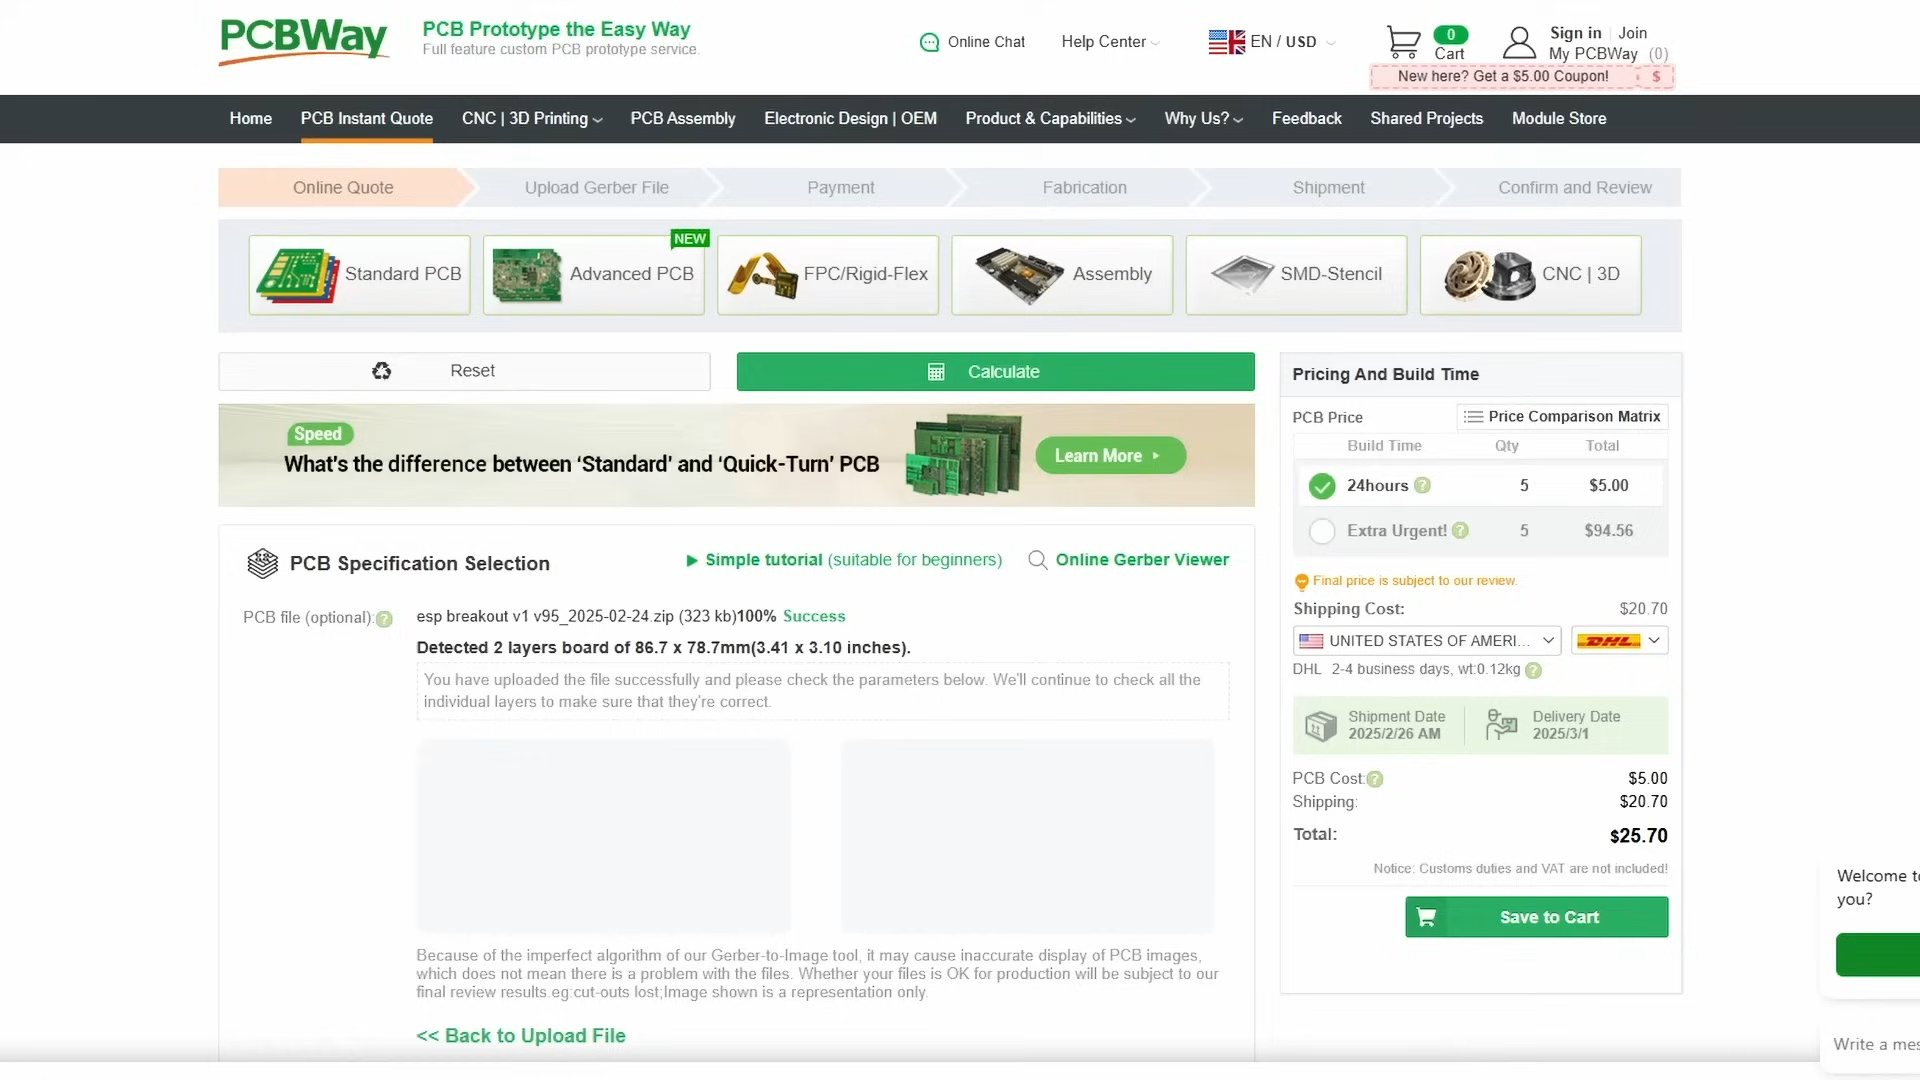 PCBWay
PCB Prototype the Easy Way
Full feature custom PCB prototype service.
Online Chat
Help Center
EN / USD
0
Cart
Sign in | Join
My PCBWay (0)
New here? Get a $5.00 Coupon!
$
Home
PCB Instant Quote
CNC | 3D Printing
PCB Assembly
Electronic Design | OEM
Product & Capabilities
Why Us?
Feedback
Shared Projects
Module Store
Online Quote
Upload Gerber File
Payment
Fabrication
Shipment
Confirm and Review
Standard PCB
NEW
Advanced PCB
FPC/Rigid-Flex
Assembly
SMD-Stencil
CNC | 3D
Reset
Calculate
Speed
What's the difference between ‘Standard’ and ‘Quick-Turn’ PCB
Learn More
PCB Specification Selection
Simple tutorial (suitable for beginners)
Online Gerber Viewer
PCB file (optional):?
esp breakout v1 v95_2025-02-24.zip (323 kb)100% Success
Detected 2 layers board of 86.7 x 78.7mm(3.41 x 3.10 inches).
You have uploaded the file successfully and please check the parameters below. We'll continue to check all the
individual layers to make sure that they're correct.
Because of the imperfect algorithm of our Gerber-to-Image tool, it may cause inaccurate display of PCB images,
which does not mean there is a problem with the files. Whether your files is OK for production will be subject to our
final review results.eg:cut-outs lost;Image shown is a representation only.
<< Back to Upload File
Pricing And Build Time
PCB Price
Price Comparison Matrix
Build Time Qty Total
24hours ? 5 $5.00
Extra Urgent! ? 5 $94.56
Final price is subject to our review.
Shipping Cost: $20.70
UNITED STATES OF AMERI...
DHL
DHL 2-4 business days, wt:0.12kg ?
Shipment Date
2025/2/26 AM
Delivery Date
2025/3/1
PCB Cost:? $5.00
Shipping: $20.70
Total: $25.70
Notice: Customs duties and VAT are not included!
Save to Cart
Welcome
you?
Write a